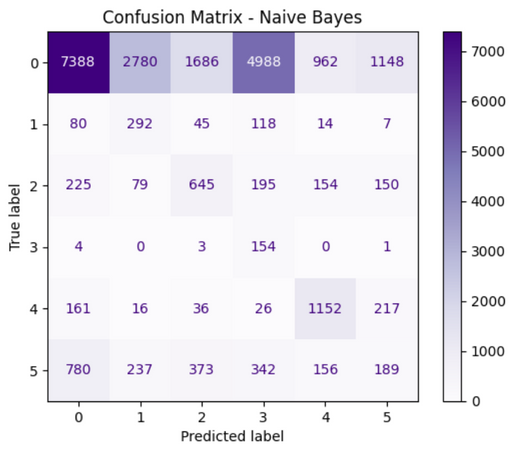 Confusion Matrix - Naive Bayes
True label
0 7388 2780 1686 4988 962 1148
1 80 292 45 118 14 7
2 225 79 645 195 154 150
3 4 0 3 154 0 1
4 161 16 36 26 1152 217
5 780 237 373 342 156 189
0 1 2 3 4 5
Predicted label
7000
6000
5000
4000
3000
2000
1000
0